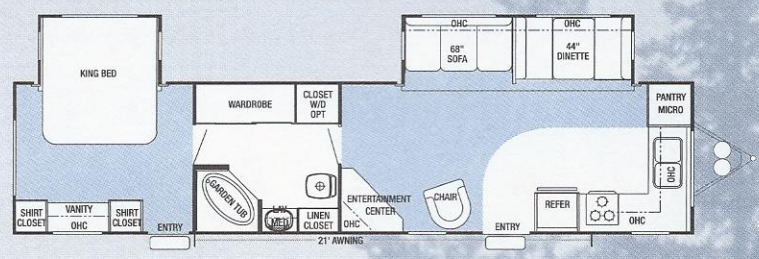 KING BED
WARDROBE
CLOSET
W/D
OPT
OHC
68"
SOFA
OHC
44"
DINETTE
PANTRY
MICRO
GARDEN TUB
LAV
MED
LINEN
CLOSET
ENTERTAINMENT
CENTER
OHC
CHAIR
REFER
OHC
OHC
SHIRT
CLOSET
VANITY
OHC
SHIRT
CLOSET
ENTRY
21' AWNING
ENTRY